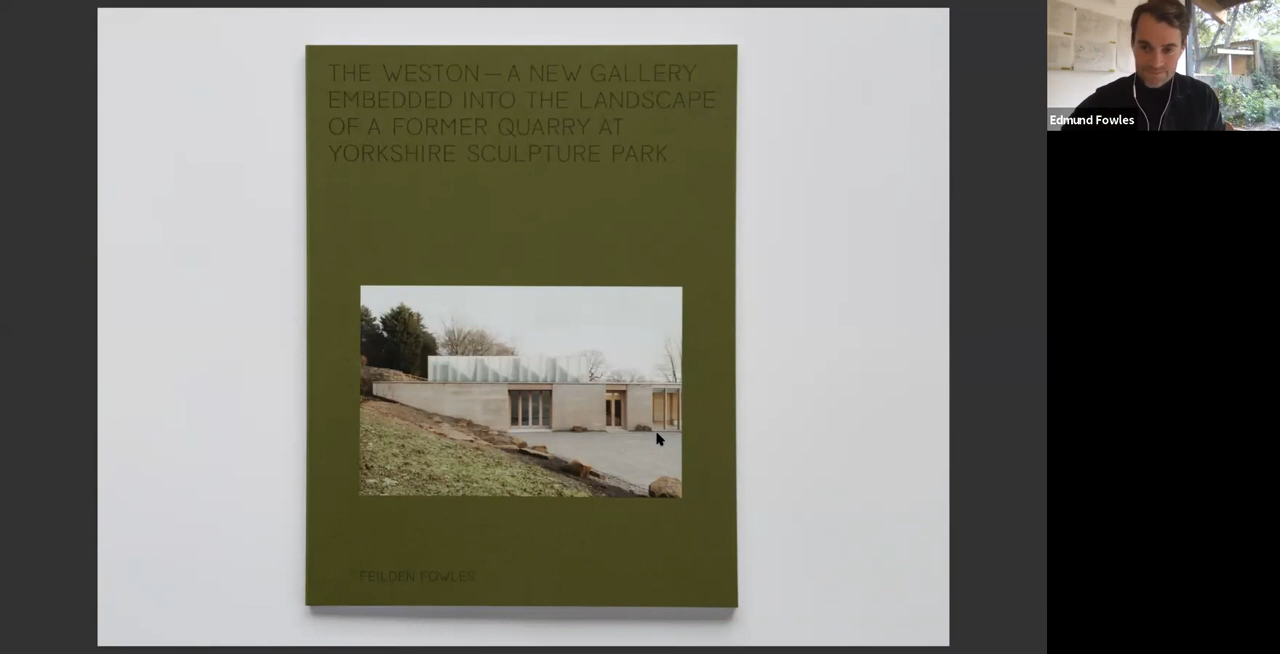 THE WESTON — A NEW GALLERY
EMBEDDED INTO THE LANDSCAPE
OF A FORMER QUARRY AT
YORKSHIRE SCULPTURE PARK
FEILDEN FOWLES
Edmund Fowles